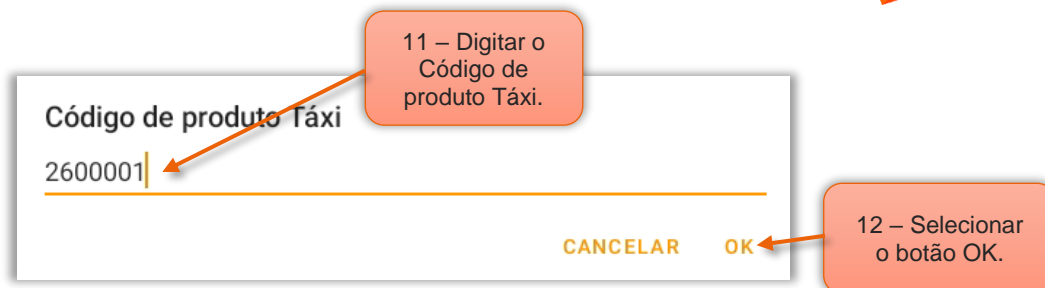 11 – Digitar o
Código de
produto Táxi.
Código de produto Táxi
2600001
CANCELAR OK
12 – Selecionar
o botão OK.